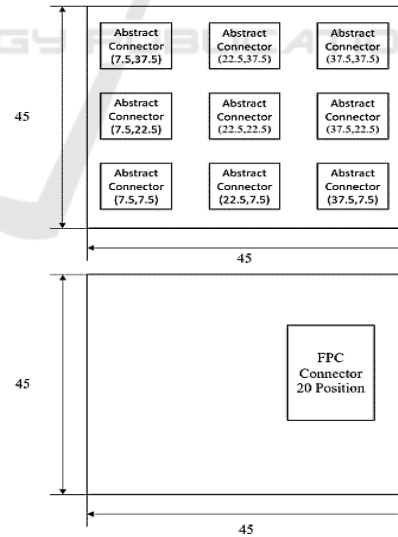 Abstract
Connector
(7.5,37.5)
Abstract
Connector
(22.5,37.5)
Abstract
Connector
(37.5,37.5)
45
Abstract
Connector
(7.5,22.5)
Abstract
Connector
(22.5,22.5)
Abstract
Connector
(37.5,22.5)
Abstract
Connector
(7.5,7.5)
Abstract
Connector
(22.5,7.5)
Abstract
Connector
(37.5,7.5)
45
45
FPC
Connector
20 Position
45